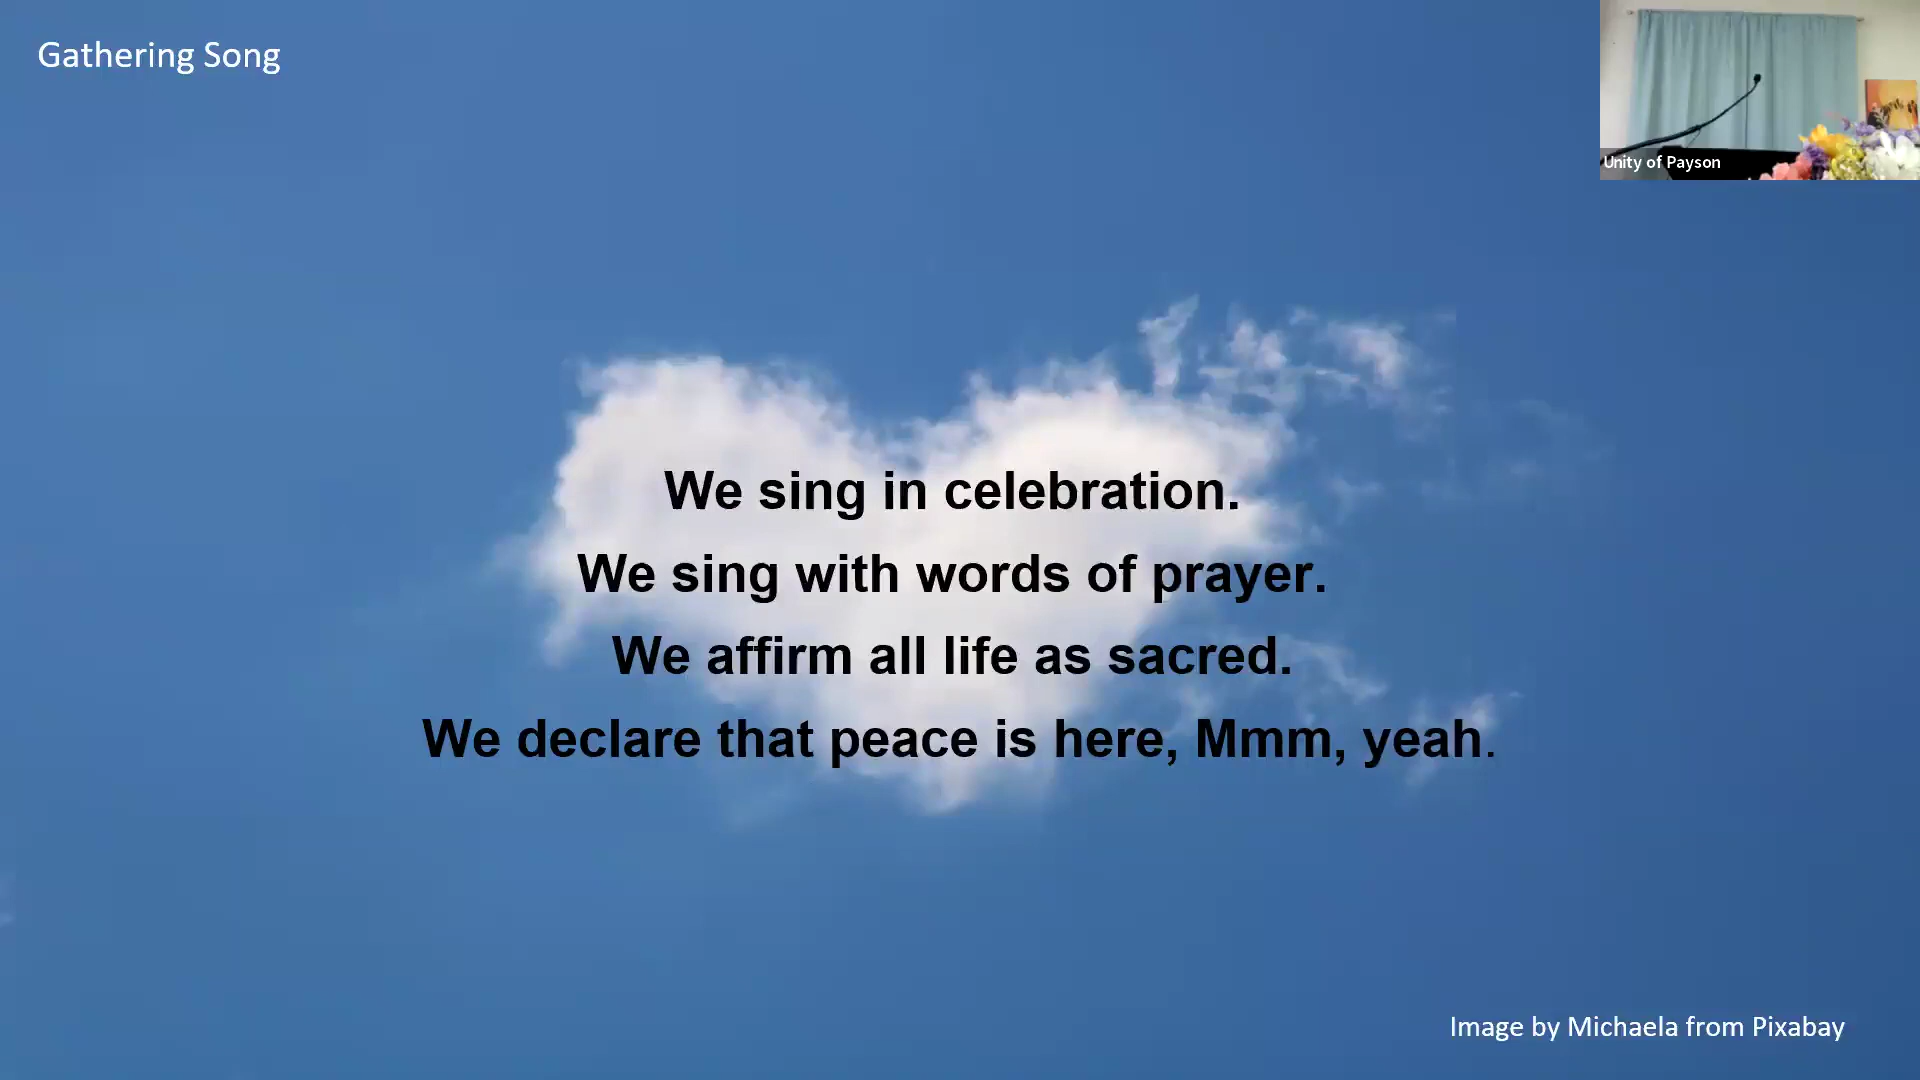 Gathering Song
Unity of Payson
We sing in celebration.
We sing with words of prayer.
We affirm all life as sacred.
We declare that peace is here, Mmm, yeah.
Image by Michaela from Pixabay